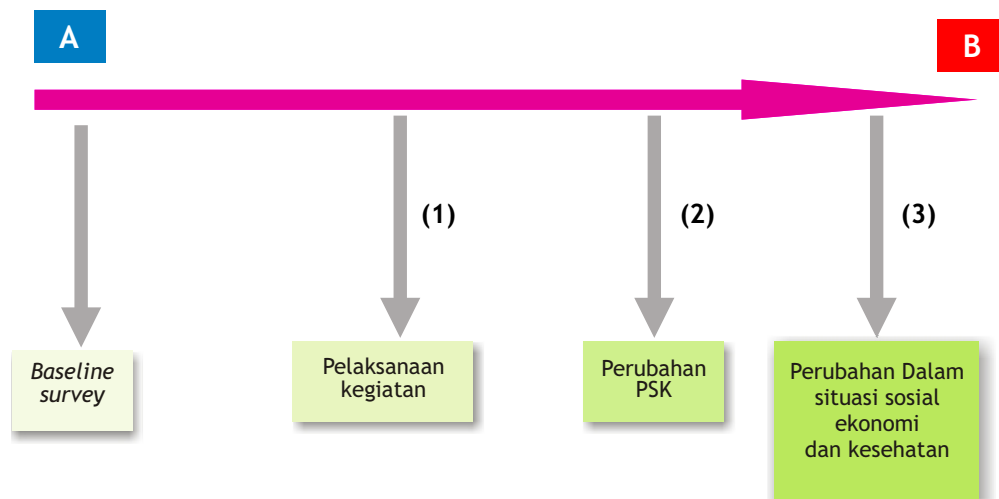 A
B
(1)
(2)
(3)
Baseline
survey
Pelaksanaan
kegiatan
Perubahan
PSK
Perubahan Dalam
situasi sosial
ekonomi
dan kesehatan